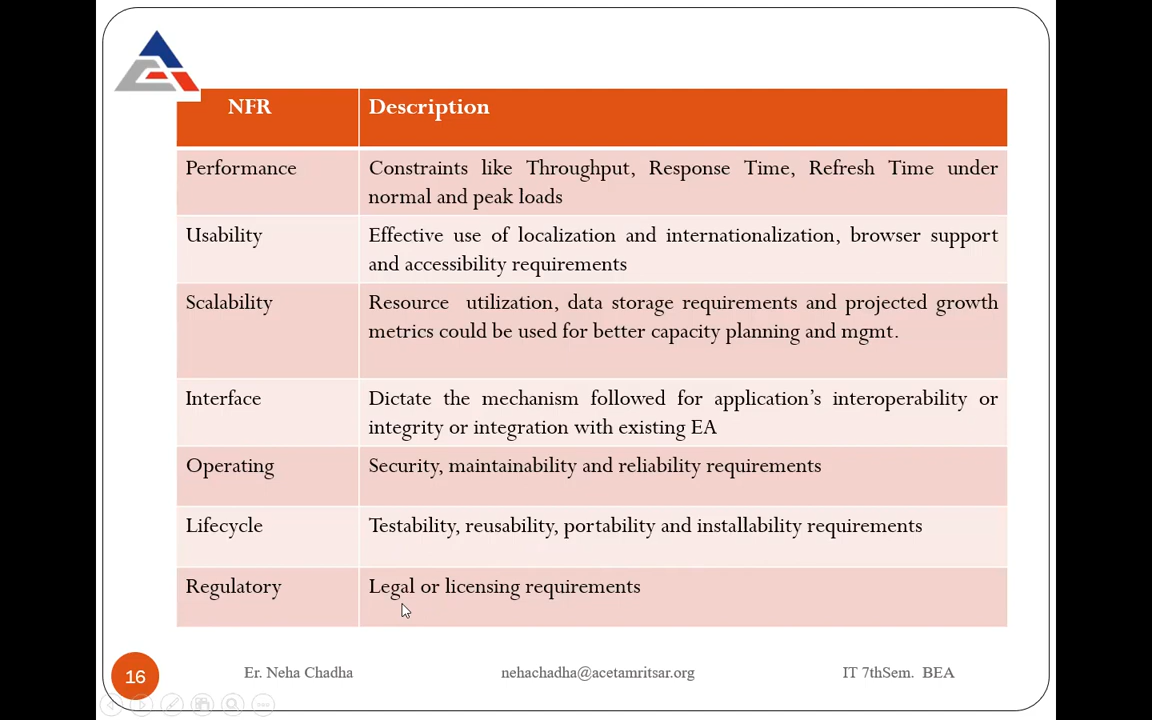 NFR Description
Performance Constraints like Throughput, Response Time, Refresh Time under
normal and peak loads
Usability Effective use of localization and internationalization, browser support
and accessibility requirements
Scalability Resource utilization, data storage requirements and projected growth
metrics could be used for better capacity planning and mgmt.
Interface Dictate the mechanism followed for application’s interoperability or
integrity or integration with existing EA
Operating Security, maintainability and reliability requirements
Lifecycle Testability, reusability, portability and installability requirements
Regulatory Legal or licensing requirements
16 Er. Neha Chadha nehachadha@acetamritsar.org IT 7thSem. BEA